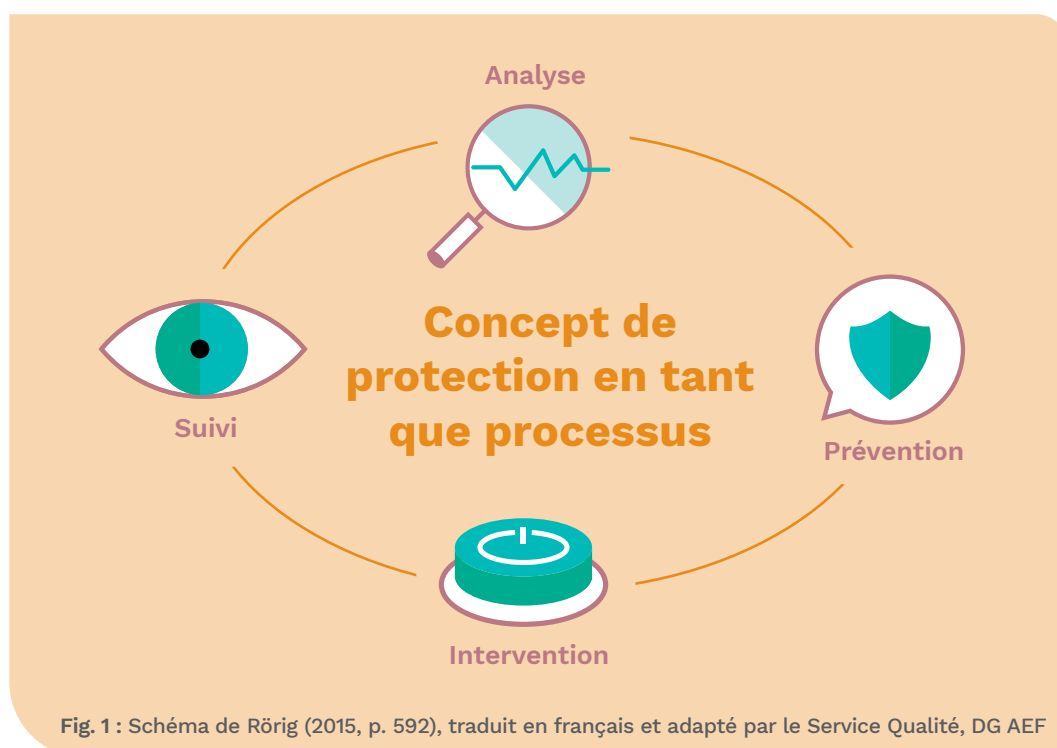 Analyse
Concept de
protection en tant
que processus
Suivi
Prévention
Intervention
Fig. 1 : Schéma de Rörig (2015, p. 592), traduit en français et adapté par le Service Qualité, DG AEF